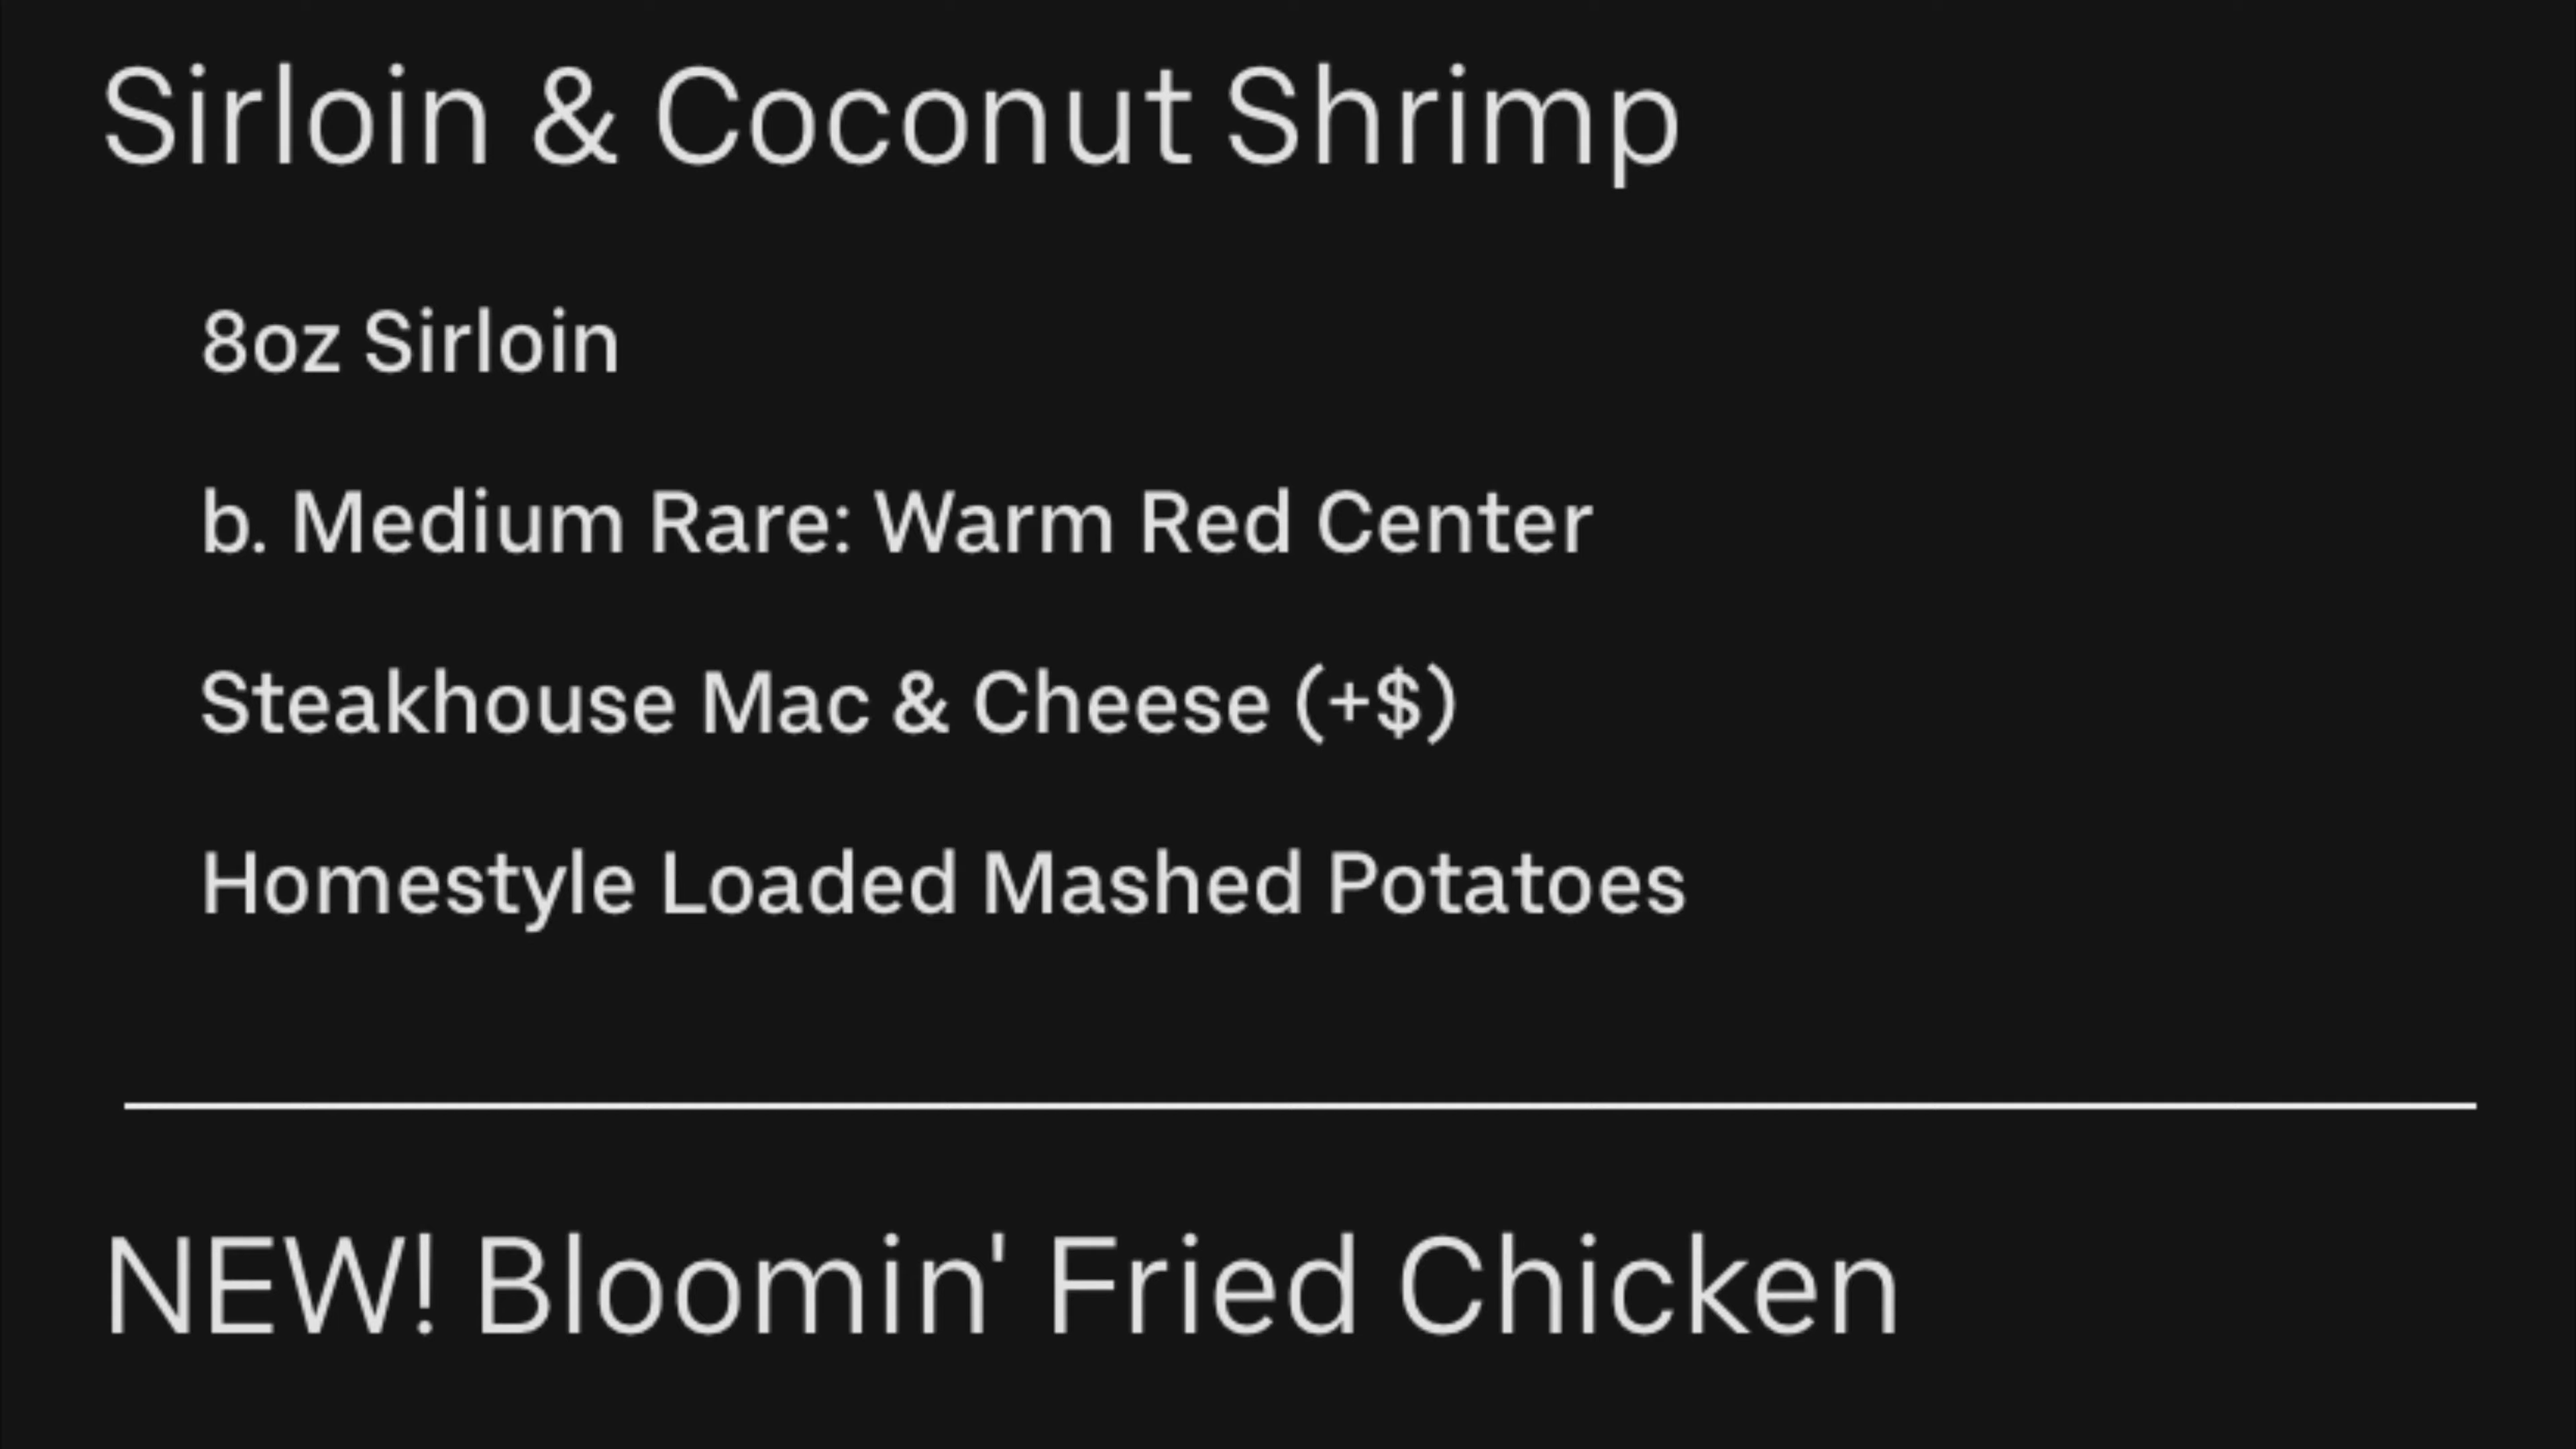 Sirloin & Coconut Shrimp
8oz Sirloin
b. Medium Rare: Warm Red Center
Steakhouse Mac & Cheese (+$)
Homestyle Loaded Mashed Potatoes
NEW! Bloomin' Fried Chicken